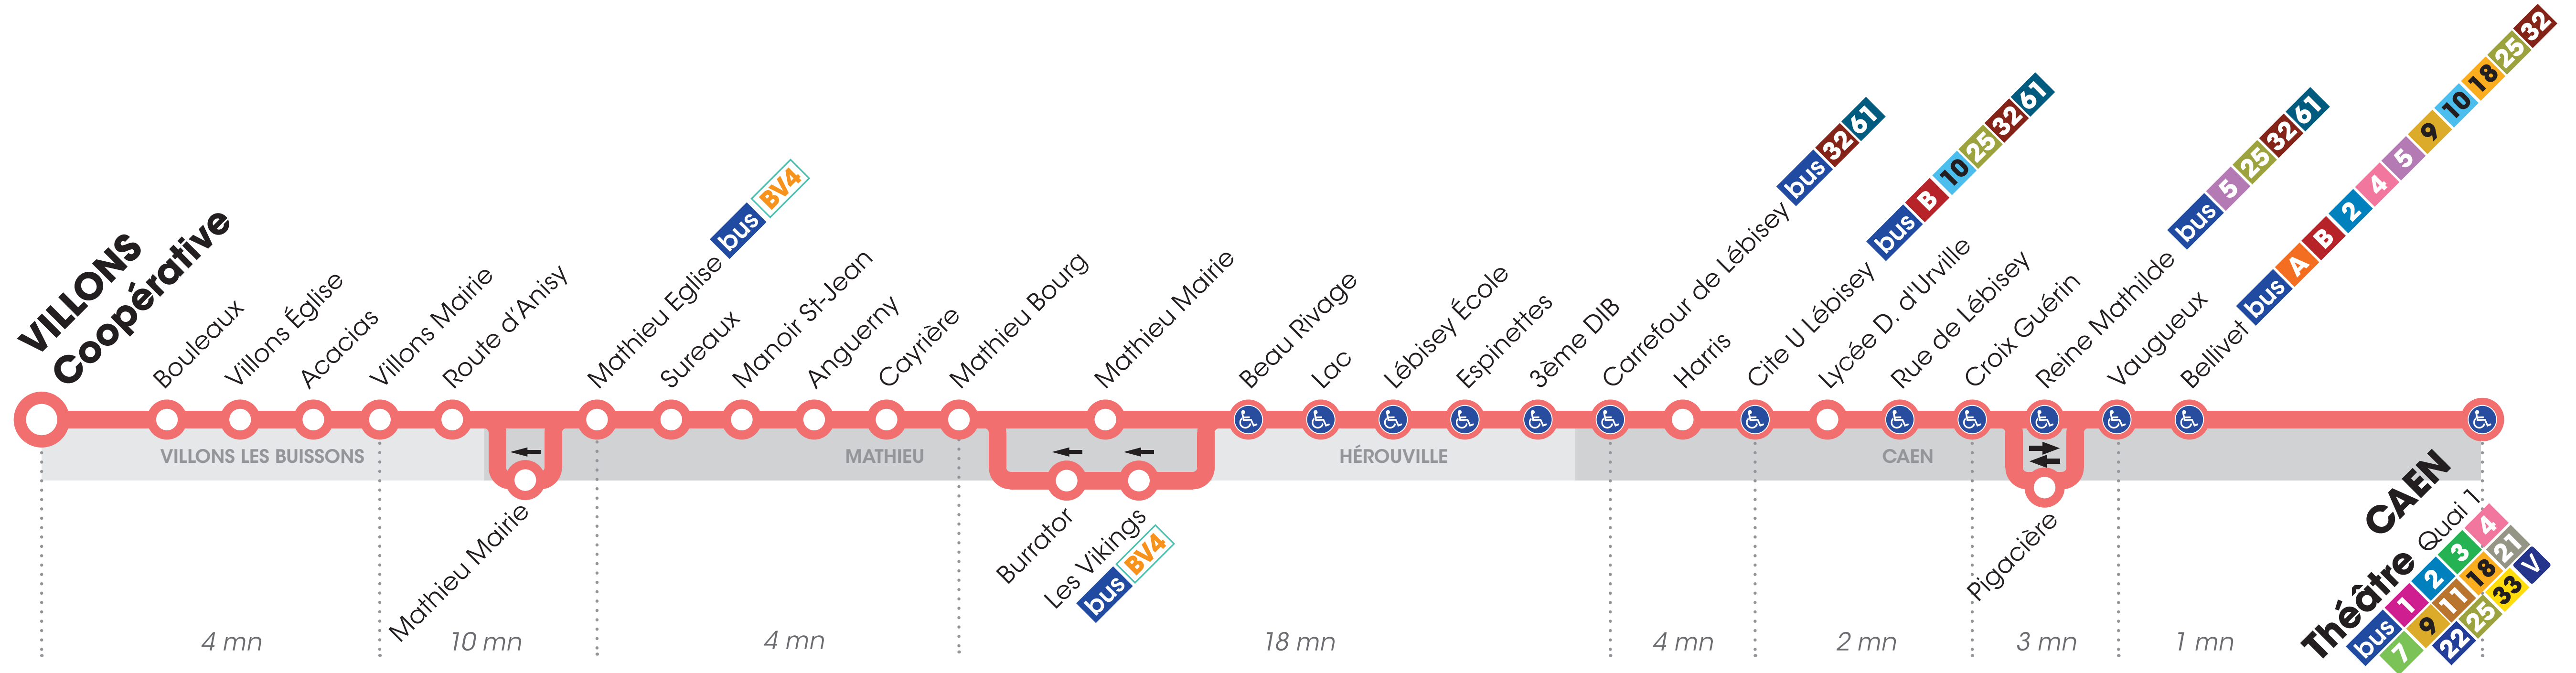 VILLONS
Coopérative
Bouleaux
Villons Église
Acacias
Villons Mairie
Route d'Anisy
Mathieu Eglise bus BV4
Sureaux
Manoir St-Jean
Anguerny
Cayrière
Mathieu Bourg
Mathieu Mairie
Beau Rivage
Lac
Lébisey École
Espinettes
3ème DIB
Carrefour de Lébisey bus 32 61
Harris
Cite U Lébisey bus B 10 25 32 61
Lycée D. d'Urville
Rue de Lébisey
Croix Guérin
Reine Mathilde bus 5 25 32 61
Vaugueux
Bellivet bus A B 2 4 5 9 10 18 25 32
VILLONS LES BUISSONS
MATHIEU
HÉROUVILLE
CAEN
Mathieu Mairie
Burrator
Les Vikings
bus BV4
Pigacière
CAEN
Théâtre Quai 1
bus 1 2 3 4
7 9 11 18 21
22 25 33 V
4 mn
10 mn
4 mn
18 mn
4 mn
2 mn
3 mn
1 mn